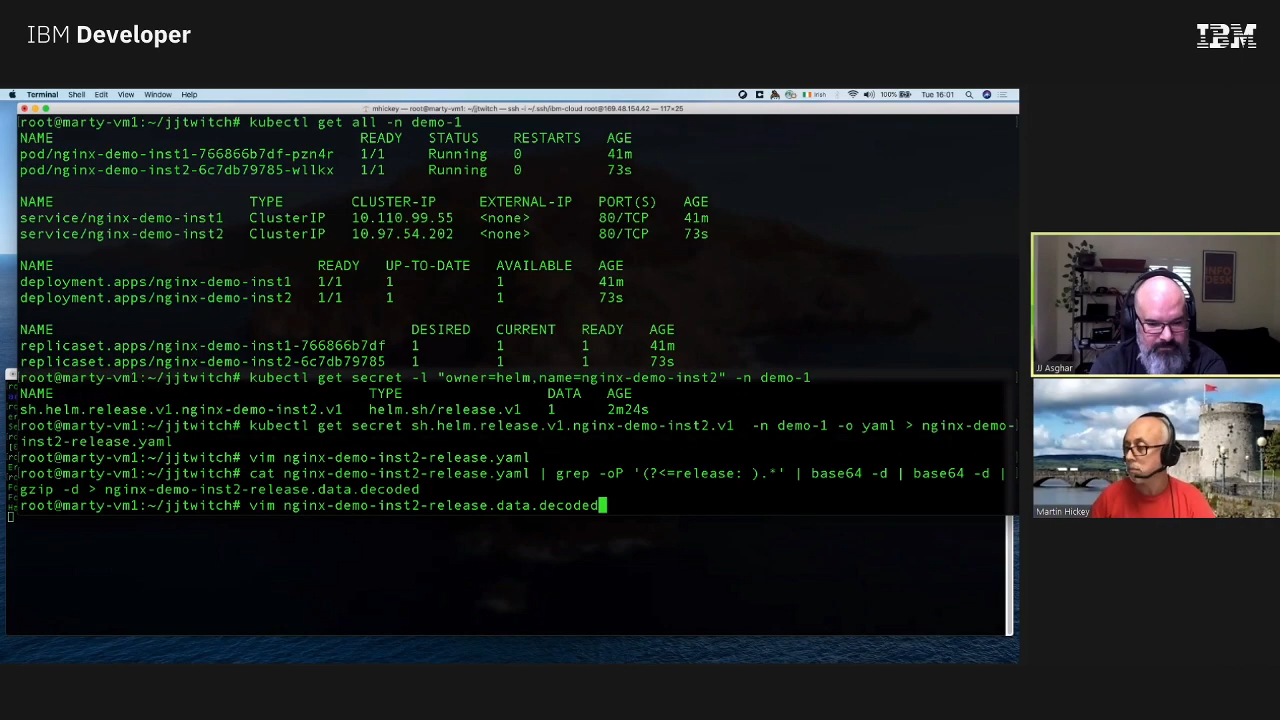 IBM Developer
IBM
Terminal Shell Edit View Window Help
Irish 100% Tue 16:01
mhickey — root@marty-vm1: ~/jjtwitch — ssh -i ~/.ssh/ibm-cloud root@169.48.154.42 — 117×25
root@marty-vm1:~/jjtwitch# kubectl get all -n demo-1
NAME READY STATUS RESTARTS AGE
pod/nginx-demo-inst1-766866b7df-pzn4r 1/1 Running 0 41m
pod/nginx-demo-inst2-6c7db79785-wllkx 1/1 Running 0 73s
NAME TYPE CLUSTER-IP EXTERNAL-IP PORT(S) AGE
service/nginx-demo-inst1 ClusterIP 10.110.99.55 <none> 80/TCP 41m
service/nginx-demo-inst2 ClusterIP 10.97.54.202 <none> 80/TCP 73s
NAME READY UP-TO-DATE AVAILABLE AGE
deployment.apps/nginx-demo-inst1 1/1 1 1 41m
deployment.apps/nginx-demo-inst2 1/1 1 1 73s
NAME DESIRED CURRENT READY AGE
replicaset.apps/nginx-demo-inst1-766866b7df 1 1 1 41m
replicaset.apps/nginx-demo-inst2-6c7db79785 1 1 1 73s
root@marty-vm1:~/jjtwitch# kubectl get secret -l "owner=helm,name=nginx-demo-inst2" -n demo-1
NAME TYPE DATA AGE
sh.helm.release.v1.nginx-demo-inst2.v1 helm.sh/release.v1 1 2m24s
root@marty-vm1:~/jjtwitch# kubectl get secret sh.helm.release.v1.nginx-demo-inst2.v1 -n demo-1 -o yaml > nginx-demo-
inst2-release.yaml
root@marty-vm1:~/jjtwitch# vim nginx-demo-inst2-release.yaml
root@marty-vm1:~/jjtwitch# cat nginx-demo-inst2-release.yaml | grep -oP '(?<=release: ).*' | base64 -d | base64 -d |
gzip -d > nginx-demo-inst2-release.data.decoded
root@marty-vm1:~/jjtwitch# vim nginx-demo-inst2-release.data.decoded
INFO
DESK
JJ Asghar
Martin Hickey